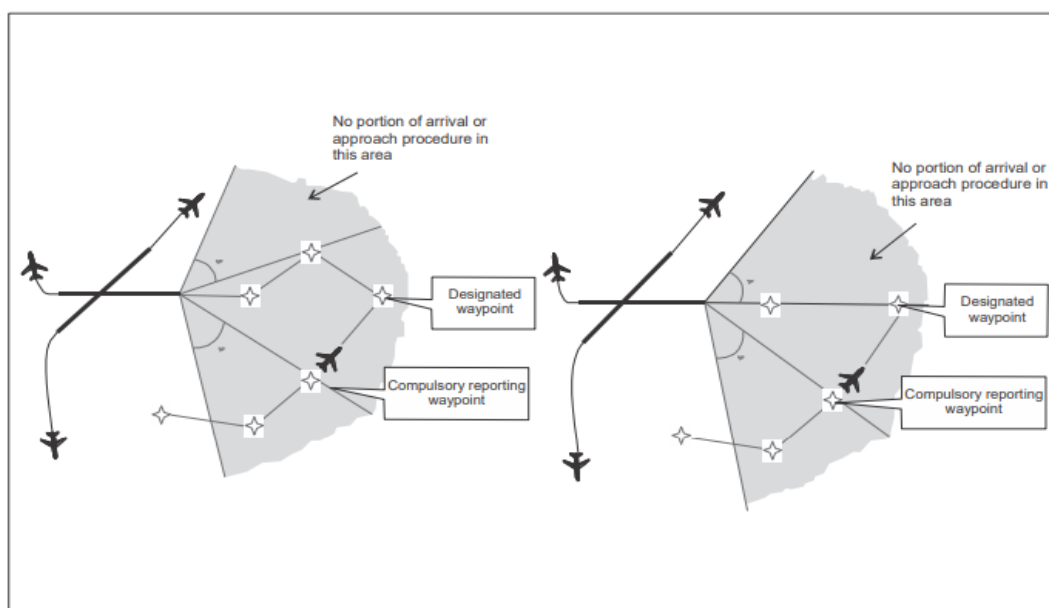 No portion of arrival or
approach procedure in
this area
Designated
waypoint
Compulsory reporting
waypoint
No portion of arrival or
approach procedure in
this area
Designated
waypoint
Compulsory reporting
waypoint